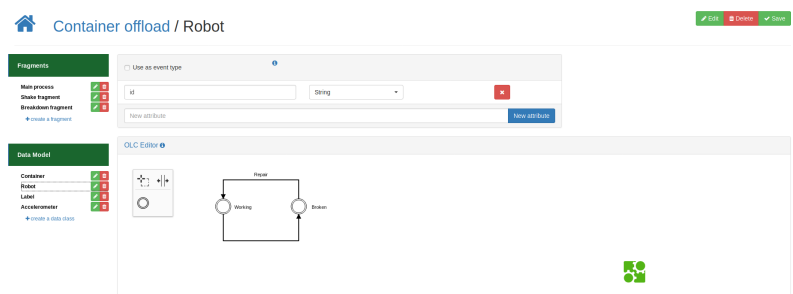 Container offload / Robot
Edit Delete Save
Fragments
Main process
Shake fragment
Breakdown fragment
+ create a fragment
Use as event type
id String
New attribute New attribute
Data Model
Container
Robot
Label
Accelerometer
+ create a data class
OLC Editor
Repair
Working Broken